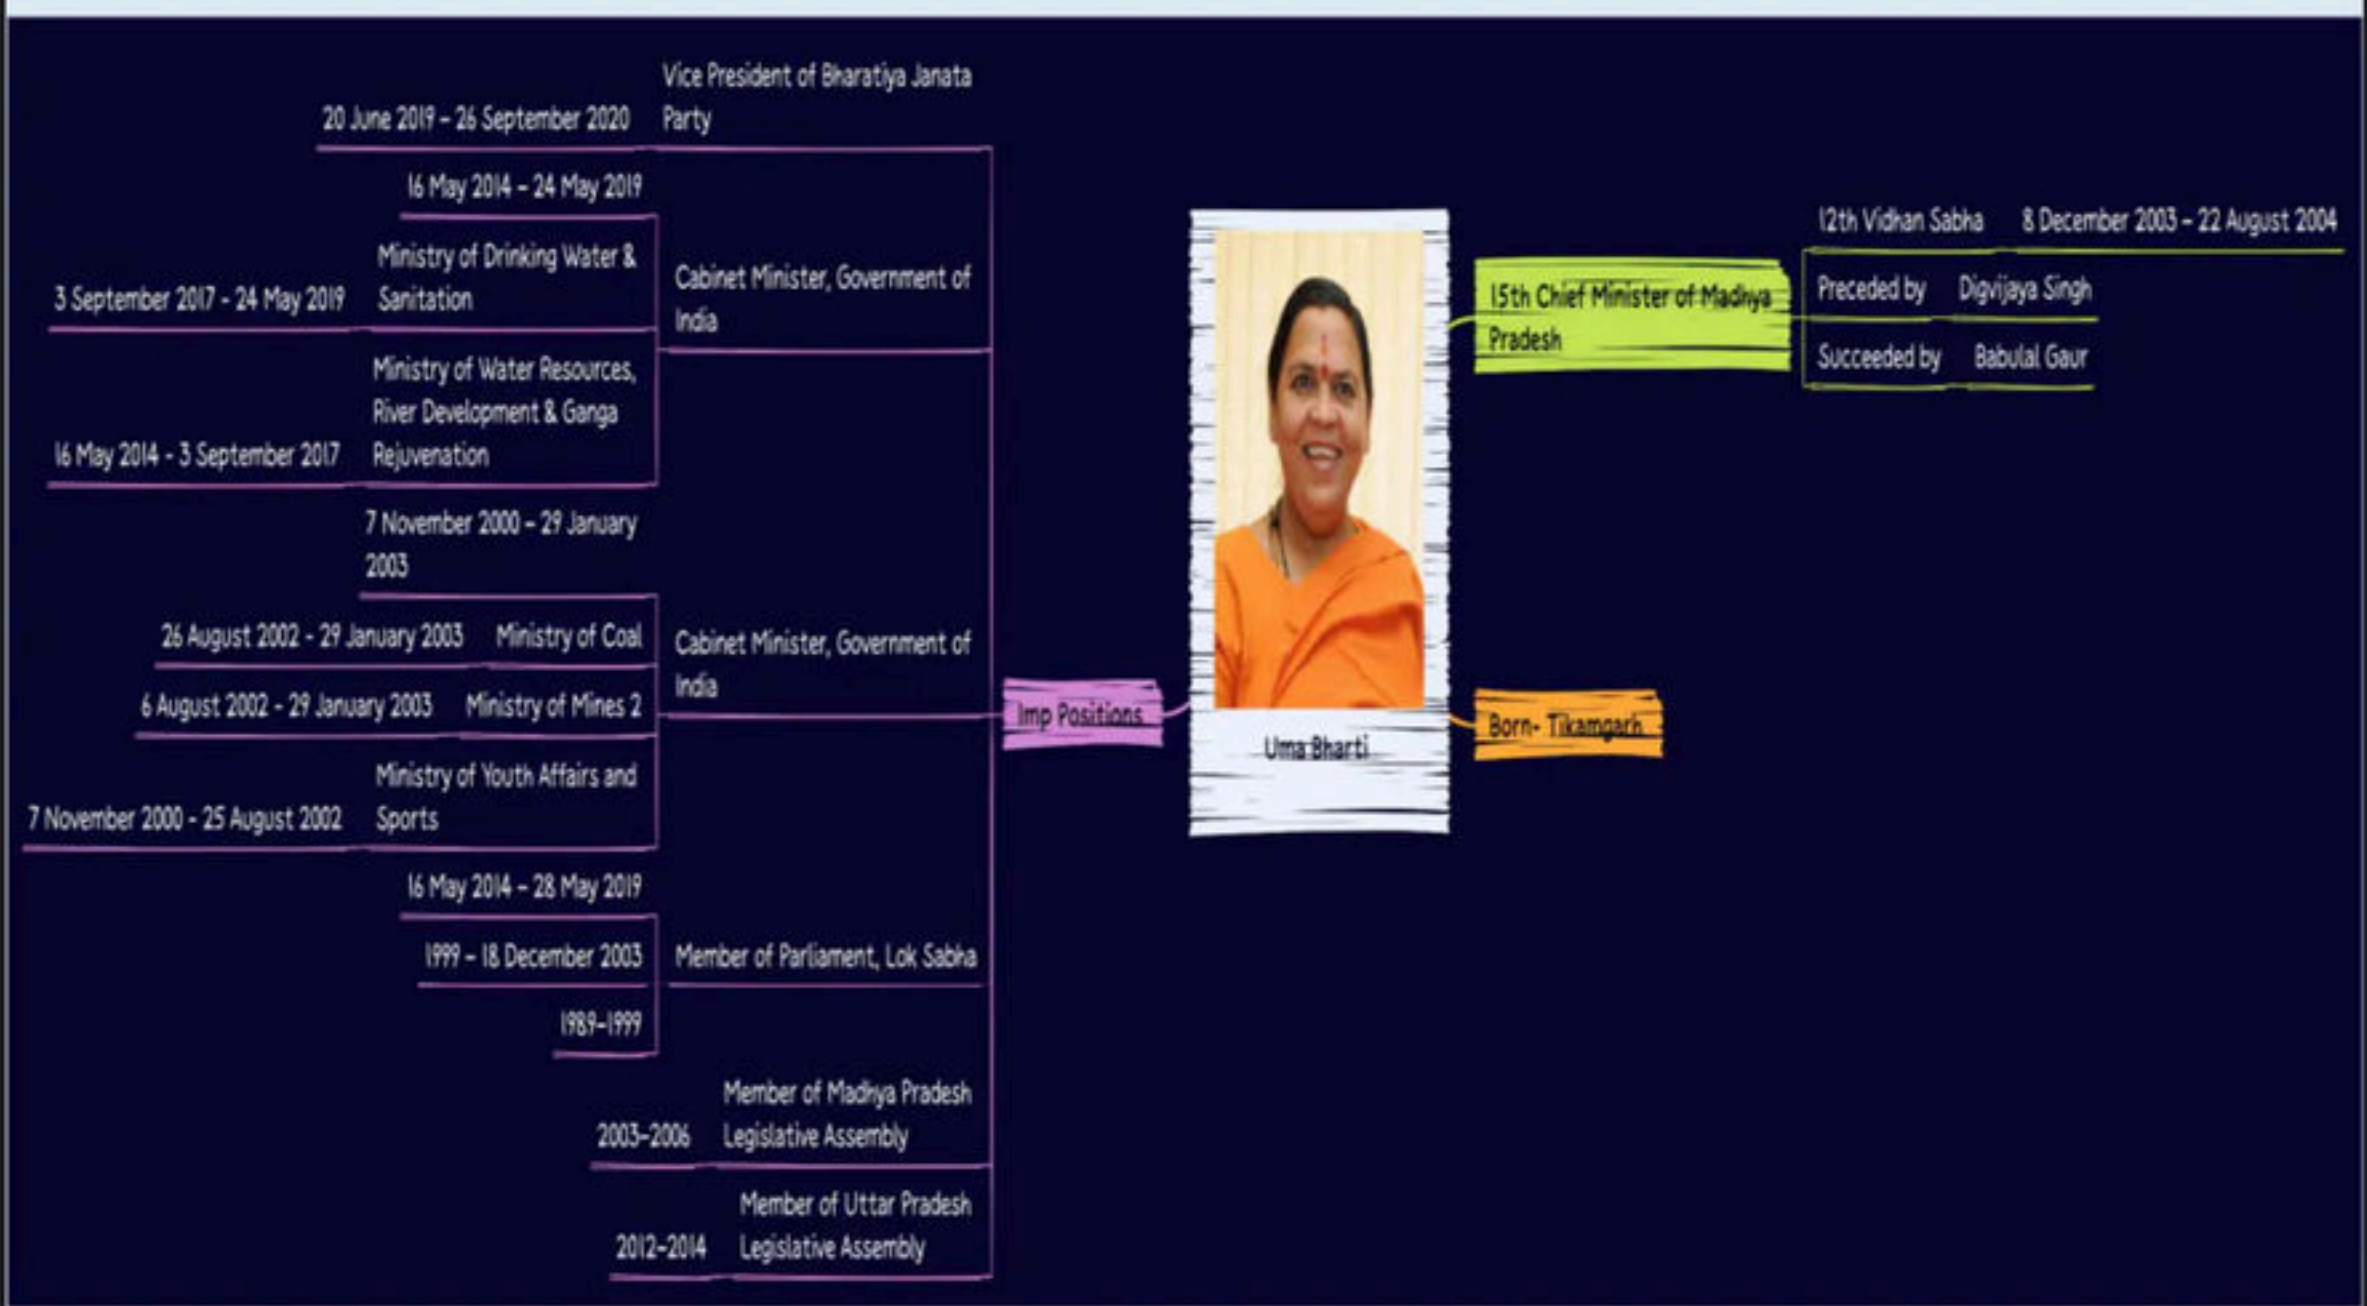 Vice President of Bharatiya Janata
Party
20 June 2019 – 26 September 2020
16 May 2014 – 24 May 2019
Ministry of Drinking Water &
Sanitation
3 September 2017 - 24 May 2019
Cabinet Minister, Government of
India
Ministry of Water Resources,
River Development & Ganga
Rejuvenation
16 May 2014 - 3 September 2017
7 November 2000 – 29 January
2003
26 August 2002 - 29 January 2003
Ministry of Coal
Cabinet Minister, Government of
India
6 August 2002 - 29 January 2003
Ministry of Mines 2
Ministry of Youth Affairs and
Sports
7 November 2000 - 25 August 2002
16 May 2014 – 28 May 2019
1999 – 18 December 2003
Member of Parliament, Lok Sabha
1989–1999
Member of Madhya Pradesh
Legislative Assembly
2003–2006
Member of Uttar Pradesh
Legislative Assembly
2012–2014
Imp Positions
Uma Bharti
15th Chief Minister of Madhya
Pradesh
12th Vidhan Sabha
8 December 2003 – 22 August 2004
Preceded by
Digvijaya Singh
Succeeded by
Babulal Gaur
Born- Tikamgarh